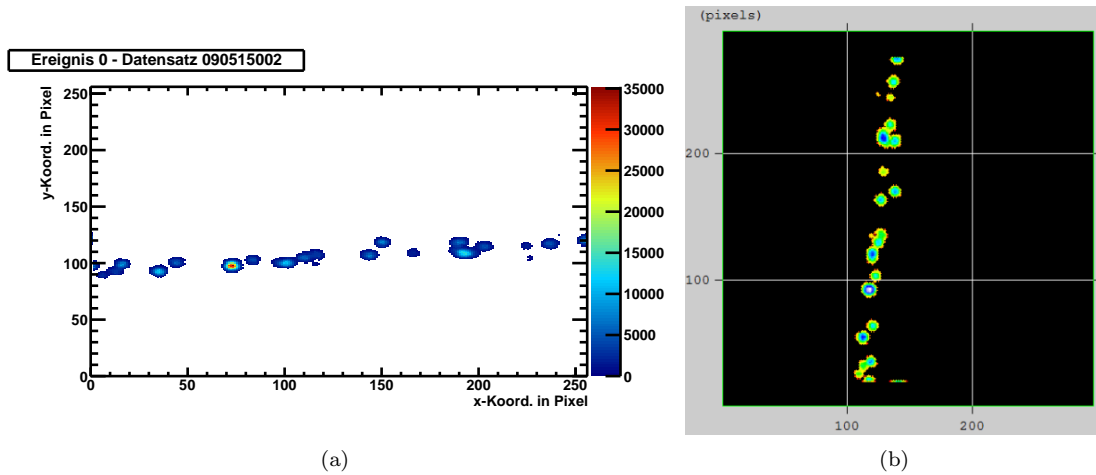 Ereignis 0 - Datensatz 090515002
y-Koord. in Pixel
250
200
150
100
50
0
0 50 100 150 200 250
x-Koord. in Pixel
35000
30000
25000
20000
15000
10000
5000
0
(a)
(pixels)
200
100
100 200
(b)